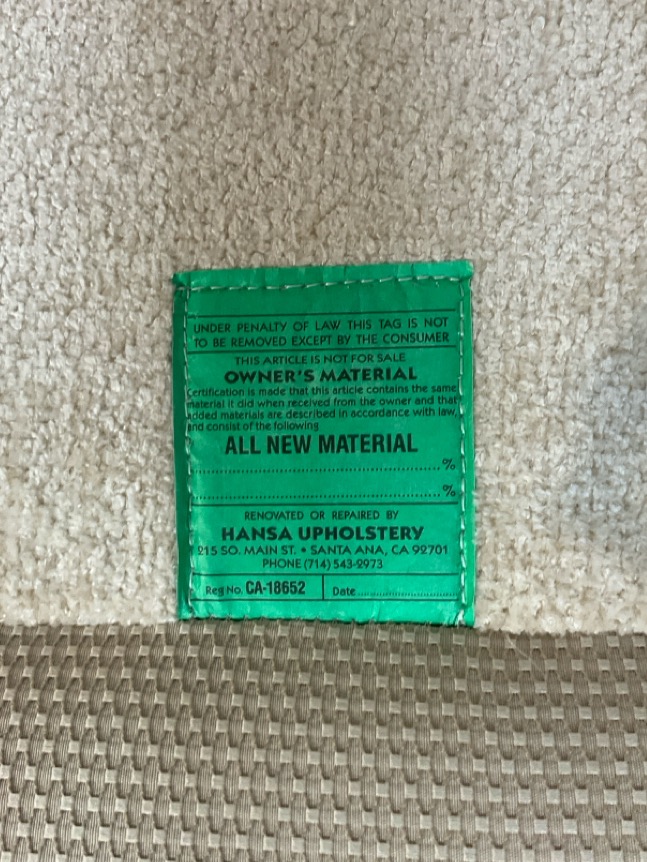 UNDER PENALTY OF LAW THIS TAG IS NOT
TO BE REMOVED EXCEPT BY THE CONSUMER
THIS ARTICLE IS NOT FOR SALE
OWNER'S MATERIAL
Certification is made that this article contains the same
material it did when received from the owner and that
added materials are described in accordance with law,
and consist of the following
ALL NEW MATERIAL
........................................................%
........................................................%
RENOVATED OR REPAIRED BY
HANSA UPHOLSTERY
215 SO. MAIN ST. • SANTA ANA, CA 92701
PHONE (714) 543-2973
Reg No. CA-18652 Date........................